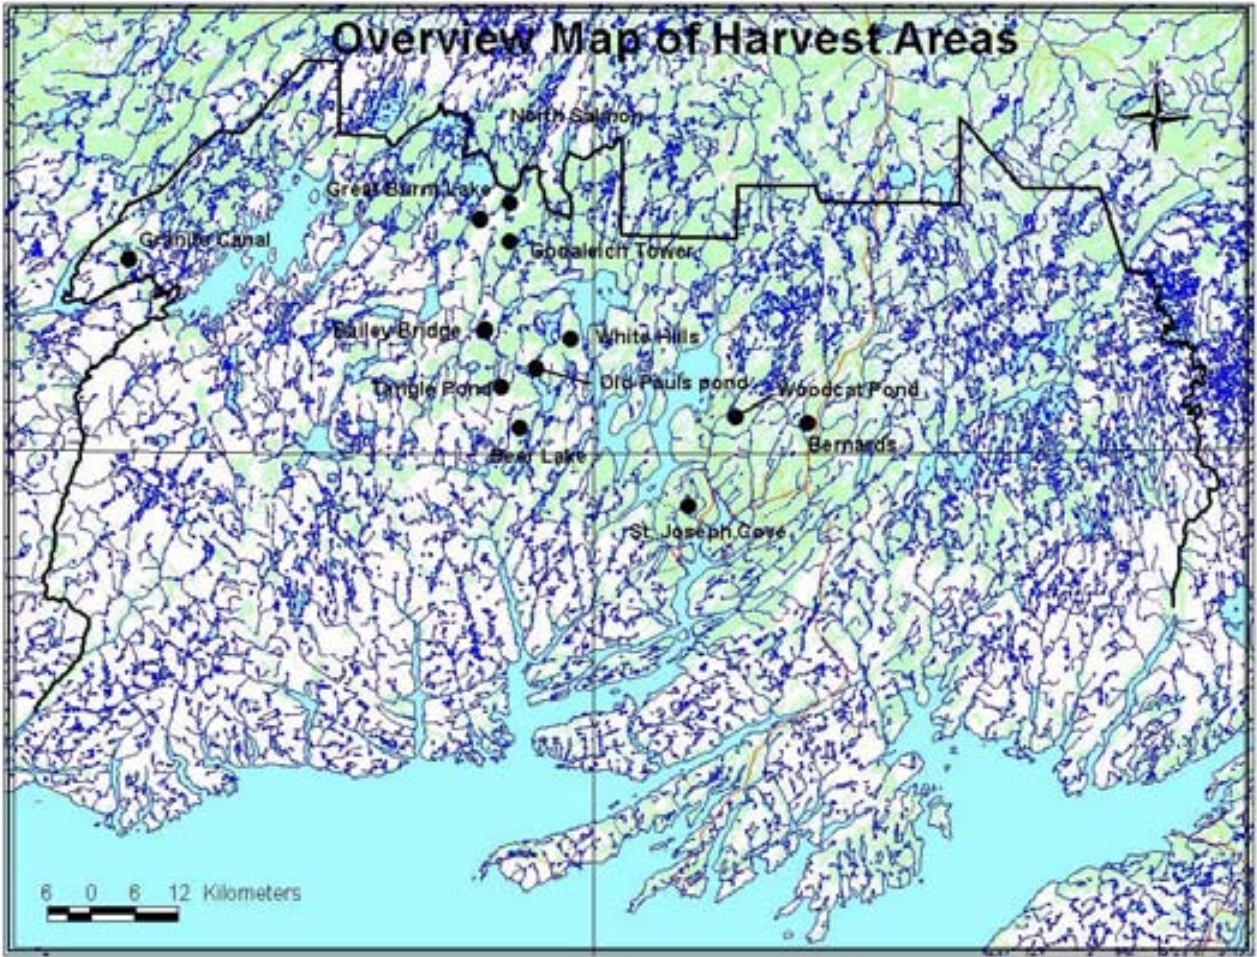 Overview Map of Harvest Areas
N
North Salmon
Great Burnt Lake
Granite Canal
Godaleich Tower
Bailey Bridge
White Hills
Tangle Pond
Old Pauls pond
Woodcat Pond
Bernards
Bear Lake
St. Joseph Cove
6 0 6 12 Kilometers